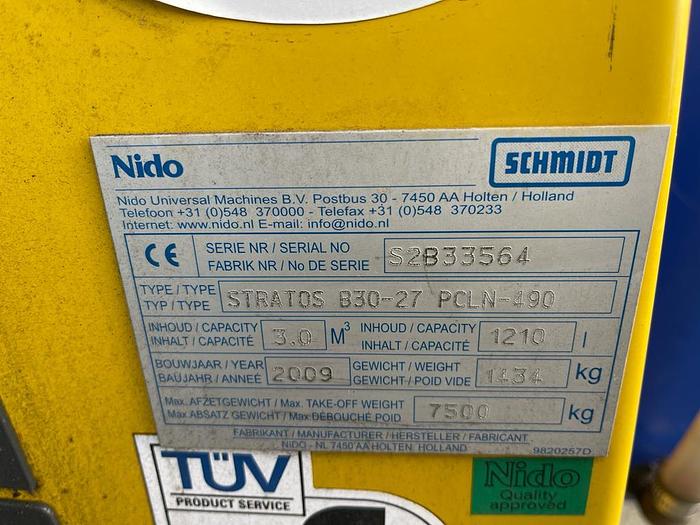 Nido SCHMIDT
Nido Universal Machines B.V. Postbus 30 - 7450 AA Holten / Holland
Telefoon +31 (0)548 370000 - Telefax +31 (0)548 370233
Internet: www.nido.nl E-mail: info@nido.nl
CE SERIE NR / SERIAL NO
FABRIK NR / No DE SERIE S2B33564
TYPE / TYPE
TYP / TYPE STRATOS B30-27 PCLN-490
INHOUD / CAPACITY
INHALT / CAPACITÉ 3.0 M3 INHOUD / CAPACITY
INHALT / CAPACITÉ 1210 l
BOUWJAAR / YEAR
BAUJAHR / ANNEÉ 2009 GEWICHT / WEIGHT
GEWICHT / POID VIDE 1434 kg
Max. AFZETGEWICHT / Max. TAKE-OFF WEIGHT
Max ABSATZ GEWICHT / Max DÉBOUCHÉ POID 7500 kg
FABRIKANT / MANUFACTURER / HERSTELLER / FABRICANT
NIDO - NL 7450 AA HOLTEN, HOLLAND 9820257D
TÜV
PRODUCT SERVICE
Nido
Quality
approved